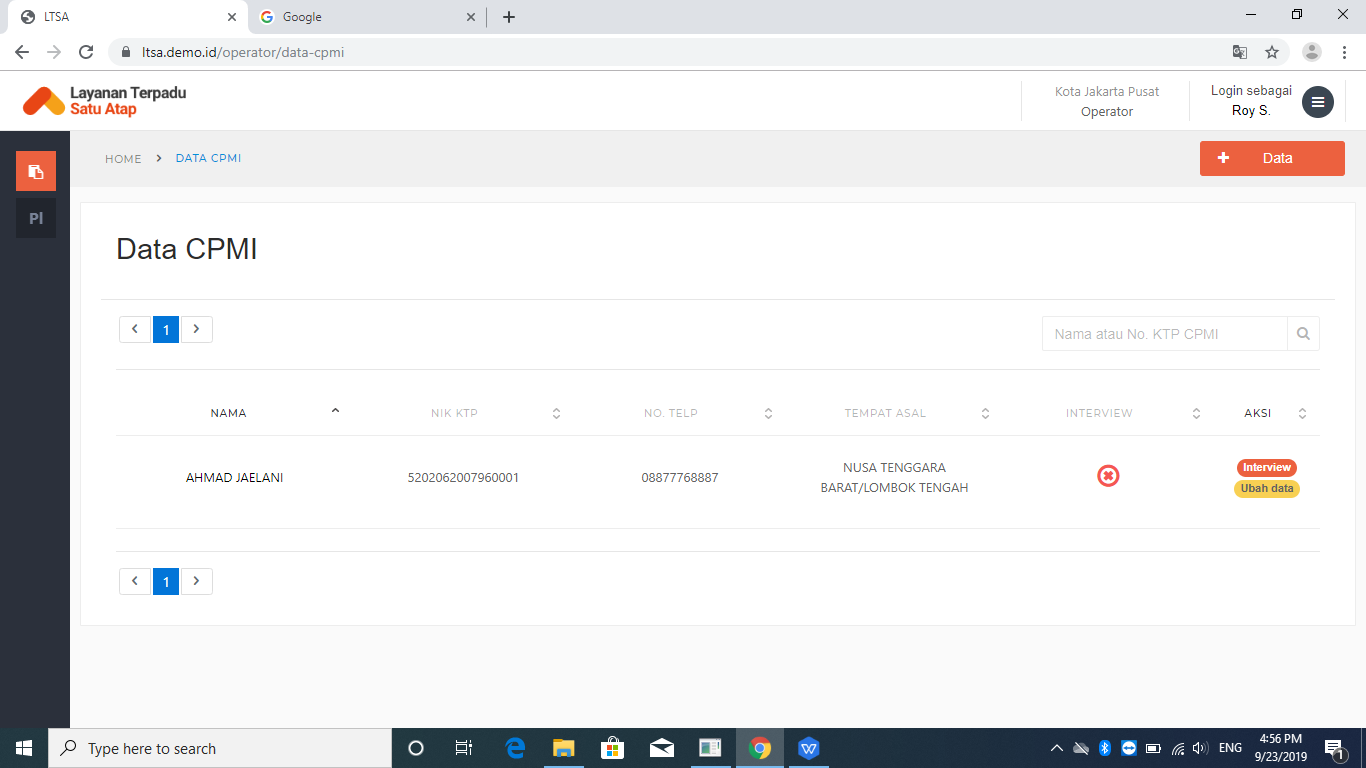 LTSA
Google
ltsa.demo.id/operator/data-cpmi
Layanan Terpadu
Satu Atap
Kota Jakarta Pusat
Operator
Login sebagai
Roy S.
HOME
DATA CPMI
Data
PI
Data CPMI
1
Nama atau No. KTP CPMI
NAMA
NIK KTP
NO. TELP
TEMPAT ASAL
INTERVIEW
AKSI
AHMAD JAELANI
5202062007960001
08877768887
NUSA TENGGARA
BARAT/LOMBOK TENGAH
Interview
Ubah data
1
Type here to search
ENG
4:56 PM
9/23/2019
1